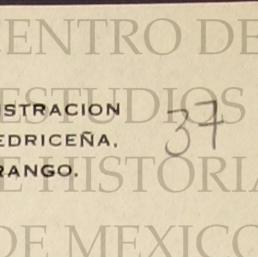 CENTRO DE
ISTRACION
ESTUDIOS 37
EDRICEÑA,
RANGO.
E HISTORIA
DE MEXICO